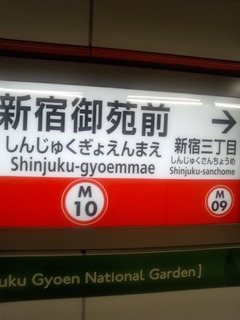 新宿御苑前
しんじゅくぎょえんまえ
Shinjuku-gyoemmae
→
新宿三丁目
しんじゅくさんちょうめ
Shinjuku-sanchome
M
10
M
09
uku Gyoen National Garden]